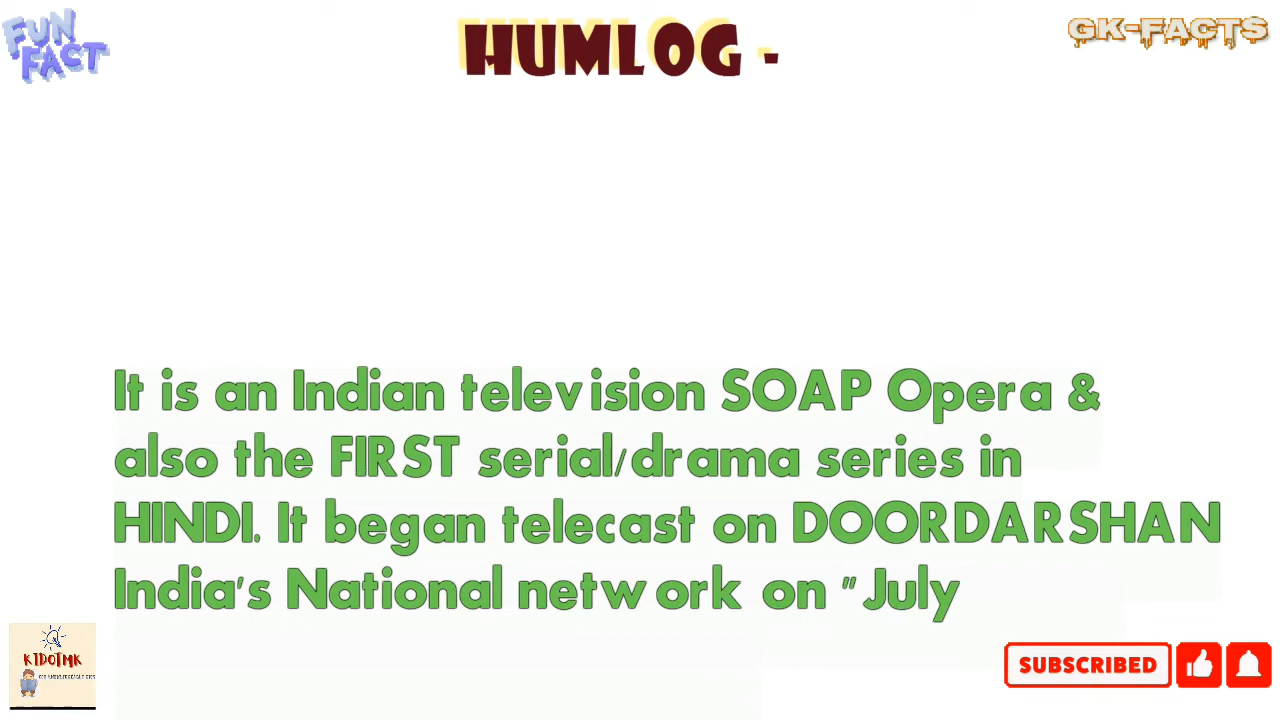 FUN
FACT
HUMLOG -
GK-FACTS
It is an Indian television SOAP Opera &
also the FIRST serial/drama series in
HINDI. It began telecast on DOORDARSHAN
India's National network on "July
KIDOTMK
SUBSCRIBED